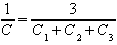 1/C = 3/(C₁ + C₂ + C₃)